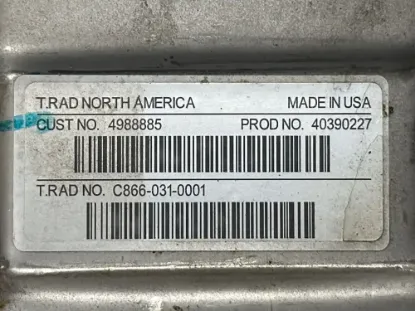 T.RAD NORTH AMERICA MADE IN USA
CUST NO. 4988885 PROD NO. 40390227
T.RAD NO. C866-031-0001